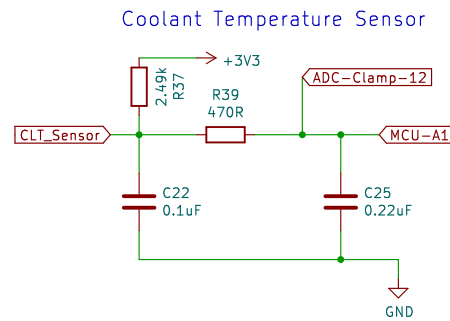 Coolant Temperature Sensor
+3V3
2.49k
R37
ADC-Clamp-12
R39
470R
CLT_Sensor
MCU-A1
C22
0.1uF
C25
0.22uF
GND